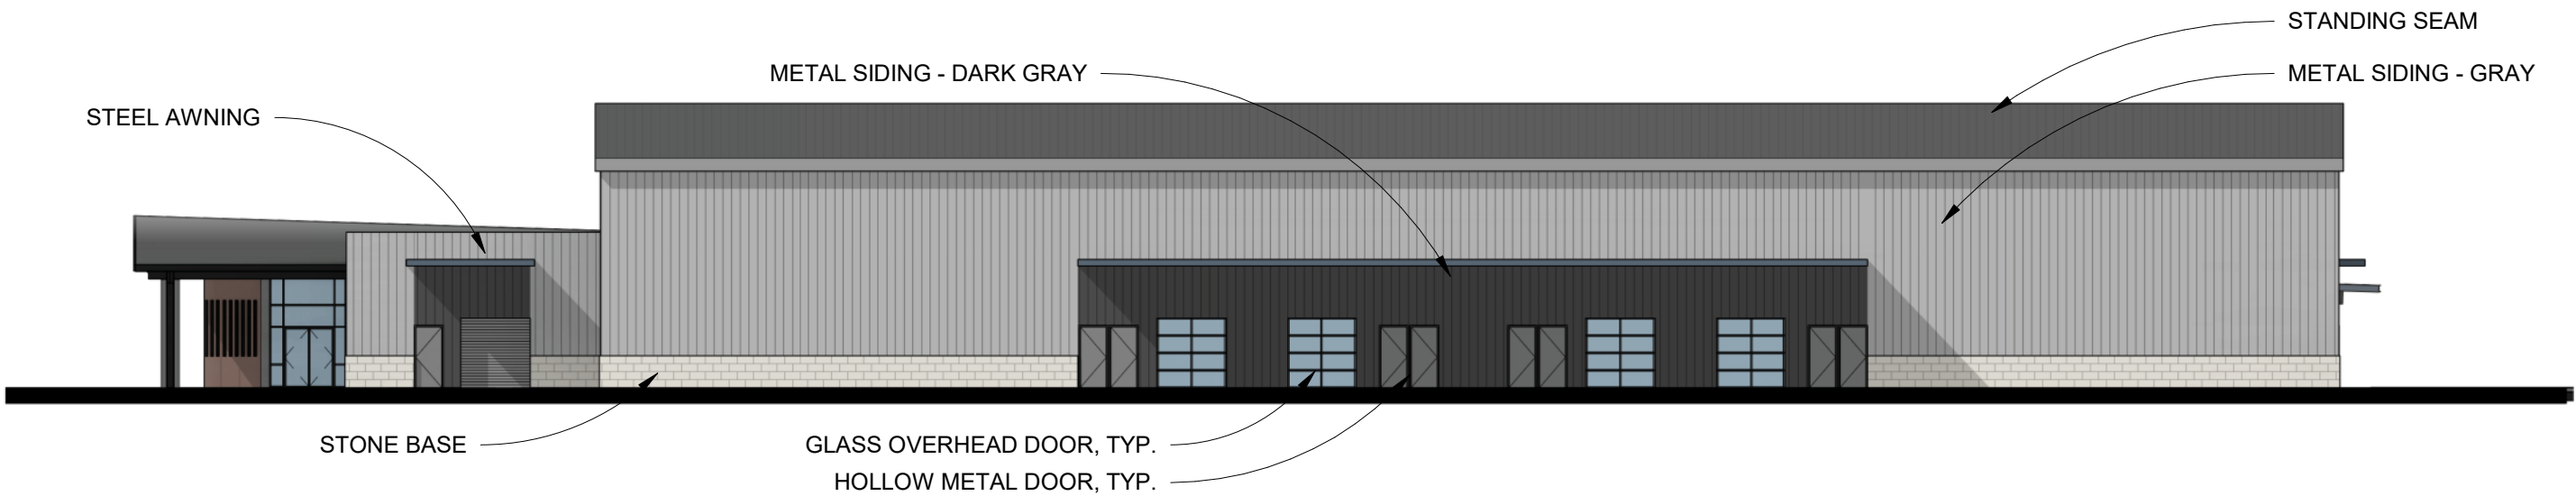 STANDING SEAM
METAL SIDING - DARK GRAY
METAL SIDING - GRAY
STEEL AWNING
STONE BASE
GLASS OVERHEAD DOOR, TYP.
HOLLOW METAL DOOR, TYP.